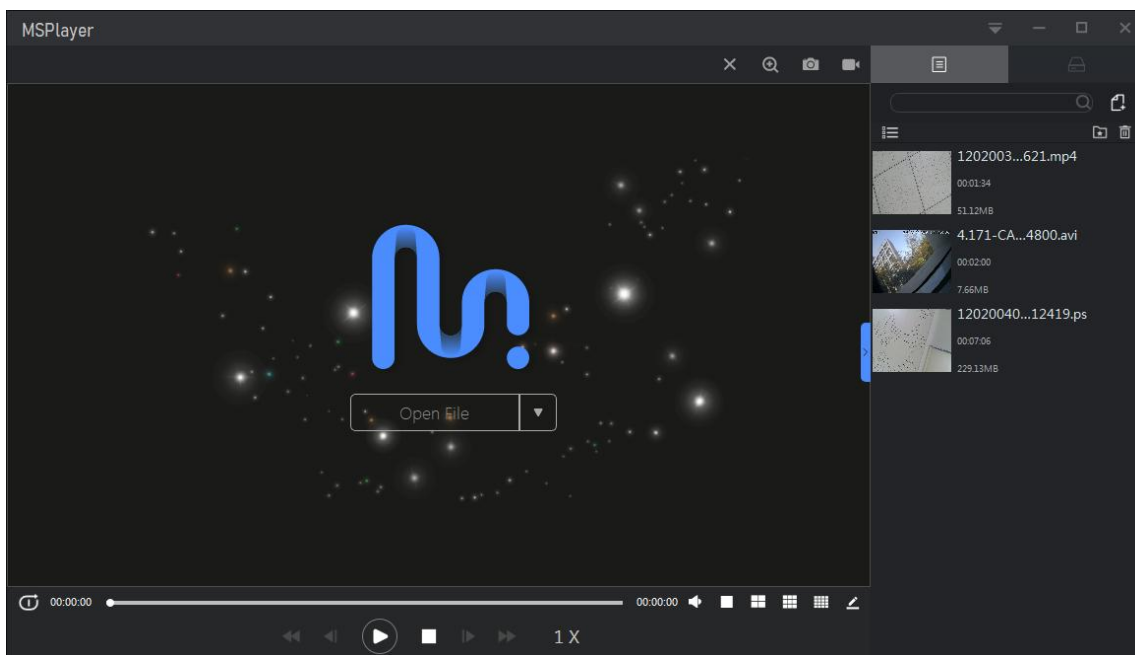 MSPlayer
1202003...621.mp4
00:01:34
51.12MB
4.171-CA...4800.avi
00:02:00
7.66MB
12020040...12419.ps
00:07:06
229.13MB
Open File
00:00:00
00:00:00
1 X